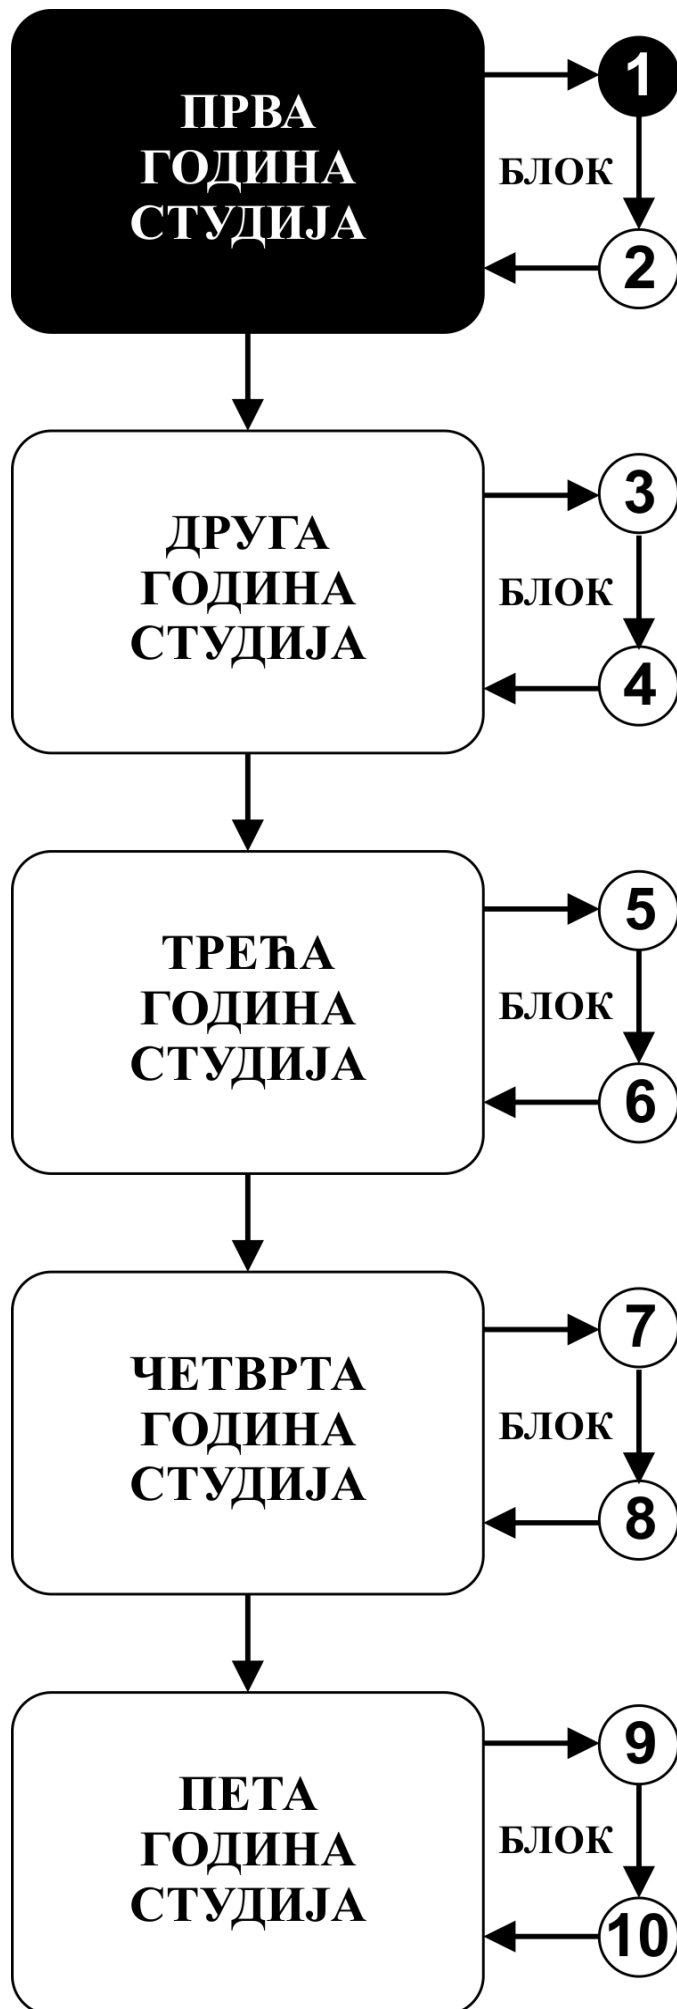 ПРВА
ГОДИНА
СТУДИЈА
1
БЛОК
2
ДРУГА
ГОДИНА
СТУДИЈА
3
БЛОК
4
ТРЕЋА
ГОДИНА
СТУДИЈА
5
БЛОК
6
ЧЕТВРТА
ГОДИНА
СТУДИЈА
7
БЛОК
8
ПЕТА
ГОДИНА
СТУДИЈА
9
БЛОК
10